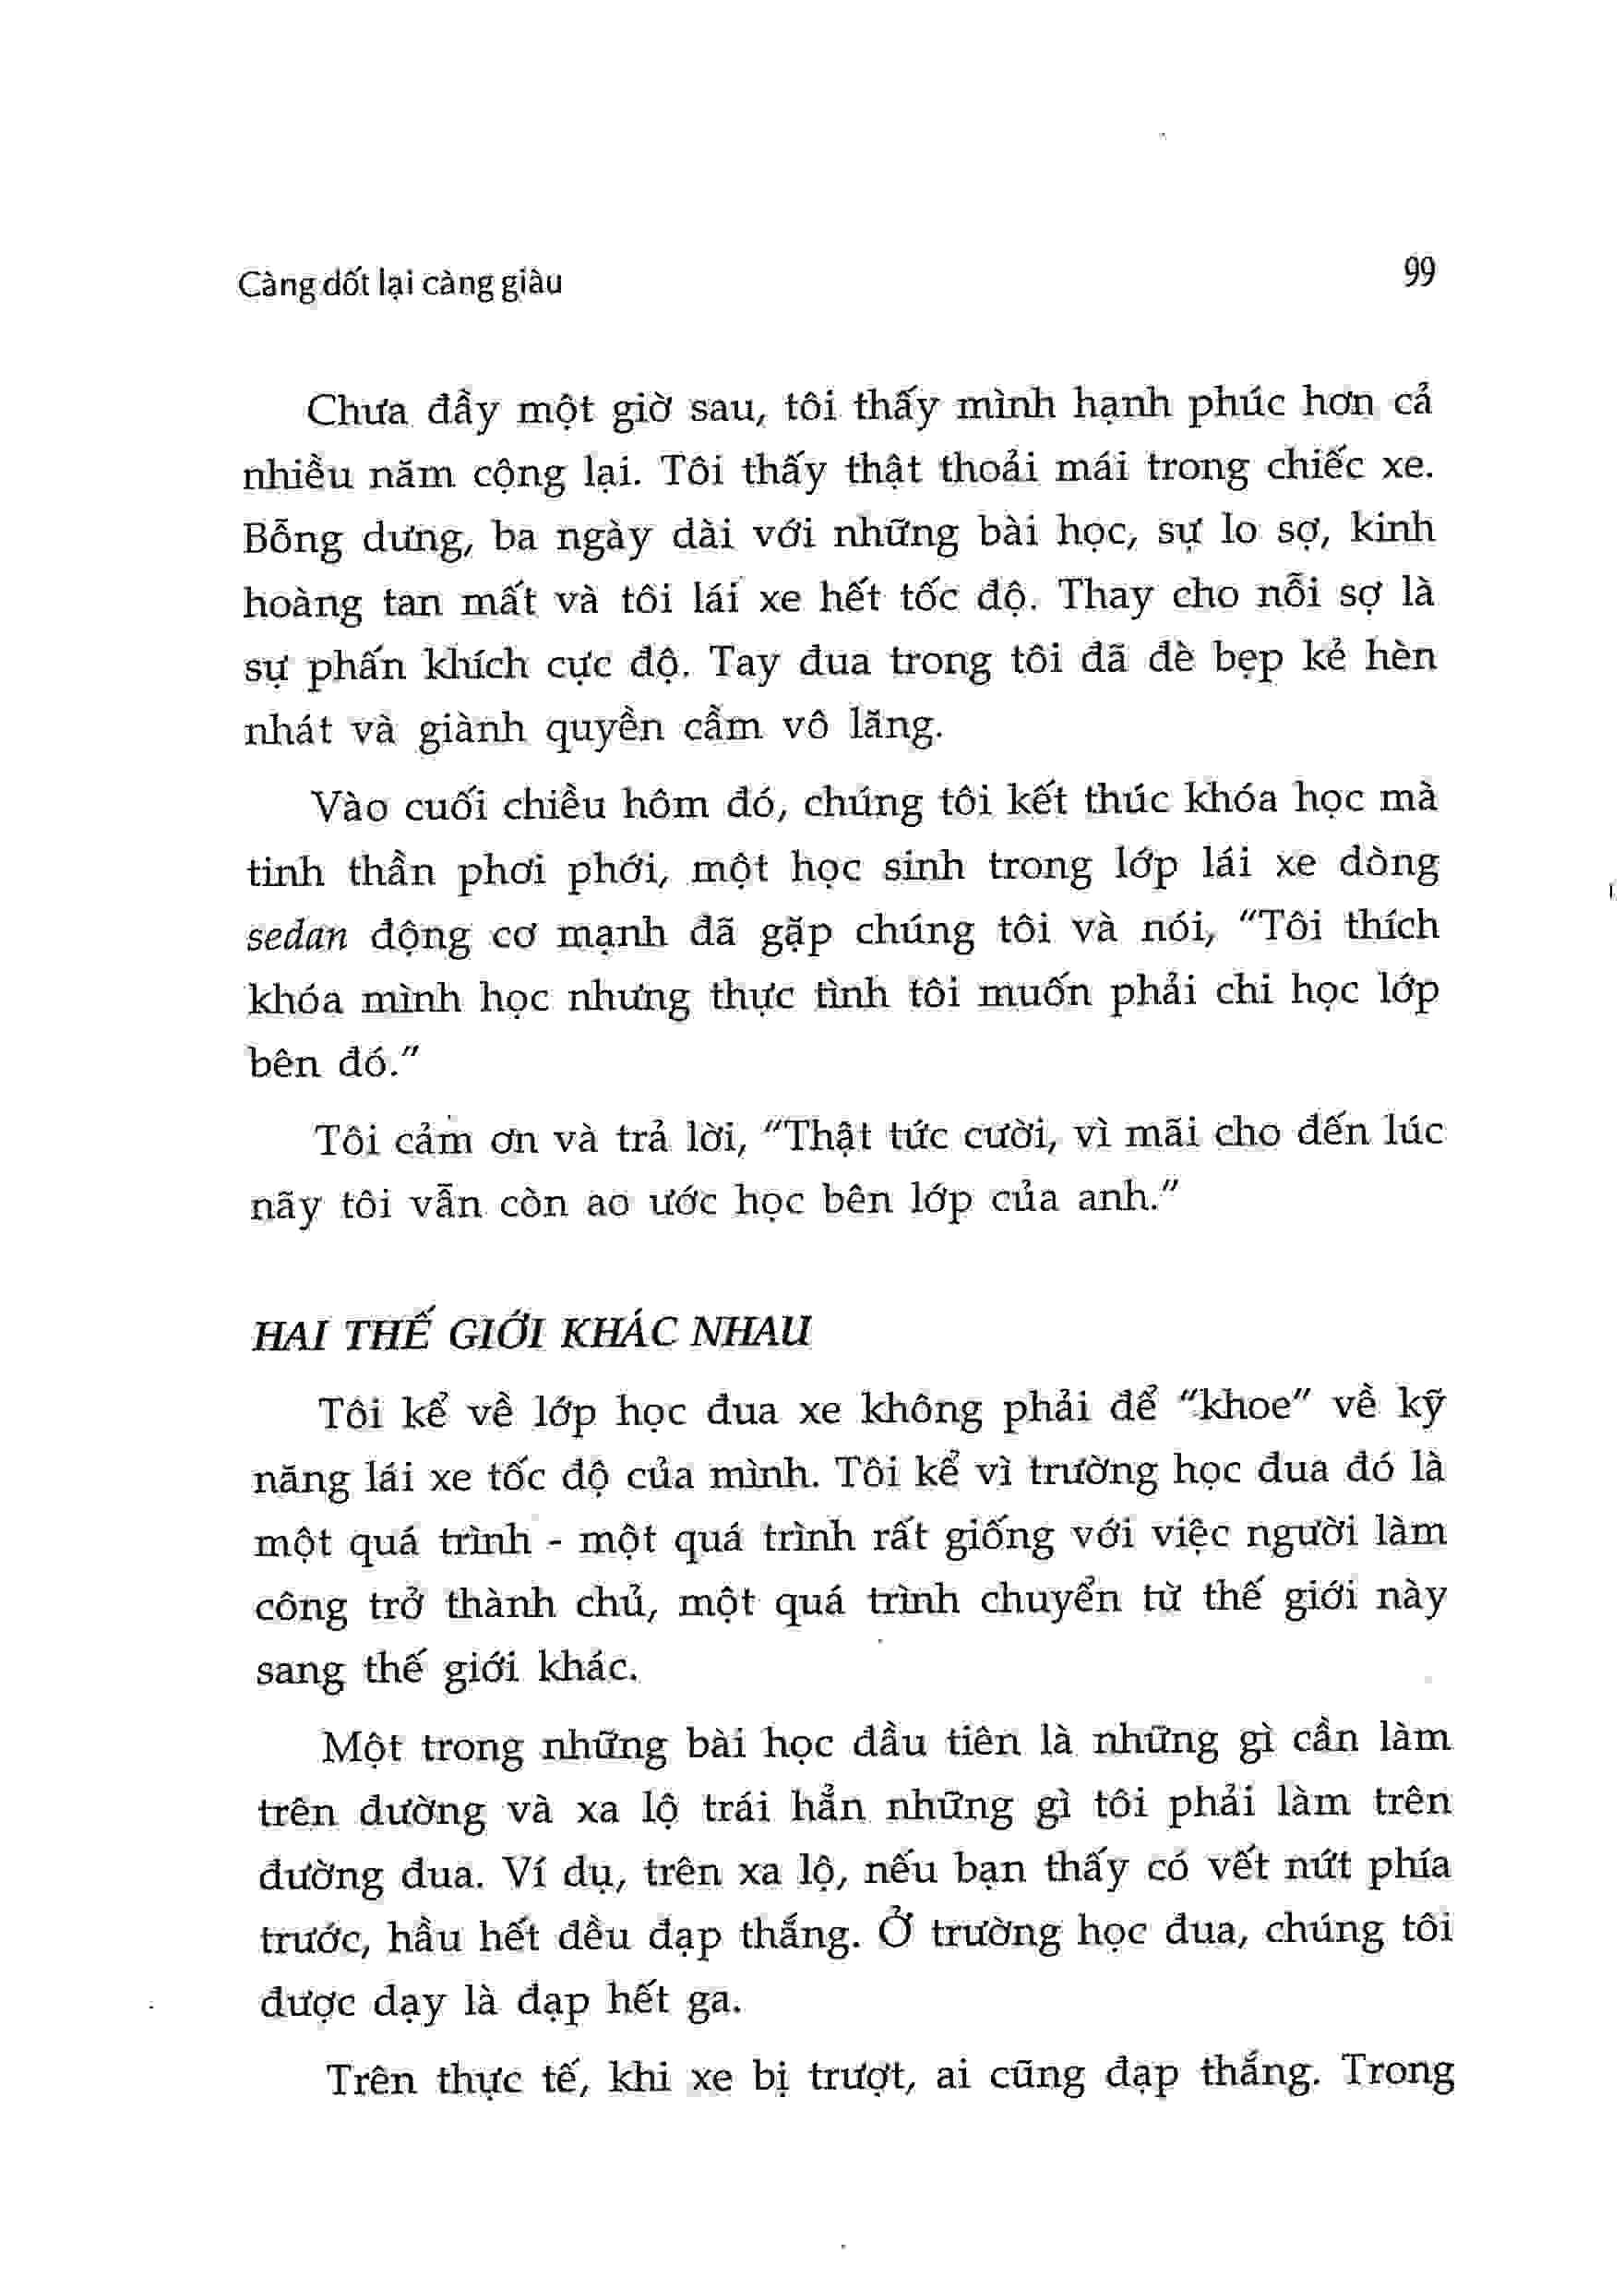 Càng dốt lại càng giàu
99
Chưa đầy một giờ sau, tôi thấy mình hạnh phúc hơn cả
nhiều năm cộng lại. Tôi thấy thật thoải mái trong chiếc xe.
Bỗng dưng, ba ngày dài với những bài học, sự lo sợ, kinh
hoàng tan mất và tôi lái xe hết tốc độ. Thay cho nỗi sợ là
sự phấn khích cực độ. Tay đua trong tôi đã đè bẹp kẻ hèn
nhát và giành quyền cầm vô lăng.
Vào cuối chiều hôm đó, chúng tôi kết thúc khóa học mà
tinh thần phơi phới, một học sinh trong lớp lái xe dòng
sedan động cơ mạnh đã gặp chúng tôi và nói, “Tôi thích
khóa mình học nhưng thực tình tôi muốn phải chi học lớp
bên đó.”
Tôi cảm ơn và trả lời, “Thật tức cười, vì mãi cho đến lúc
nãy tôi vẫn còn ao ước học bên lớp của anh.”
HAI THẾ GIỚI KHÁC NHAU
Tôi kể về lớp học đua xe không phải để “khoe” về kỹ
năng lái xe tốc độ của mình. Tôi kể vì trường học đua đó là
một quá trình - một quá trình rất giống với việc người làm
công trở thành chủ, một quá trình chuyển từ thế giới này
sang thế giới khác.
Một trong những bài học đầu tiên là những gì cần làm
trên đường và xa lộ trái hẳn những gì tôi phải làm trên
đường đua. Ví dụ, trên xa lộ, nếu bạn thấy có vết nứt phía
trước, hầu hết đều đạp thắng. Ở trường học đua, chúng tôi
được dạy là đạp hết ga.
Trên thực tế, khi xe bị trượt, ai cũng đạp thắng. Trong